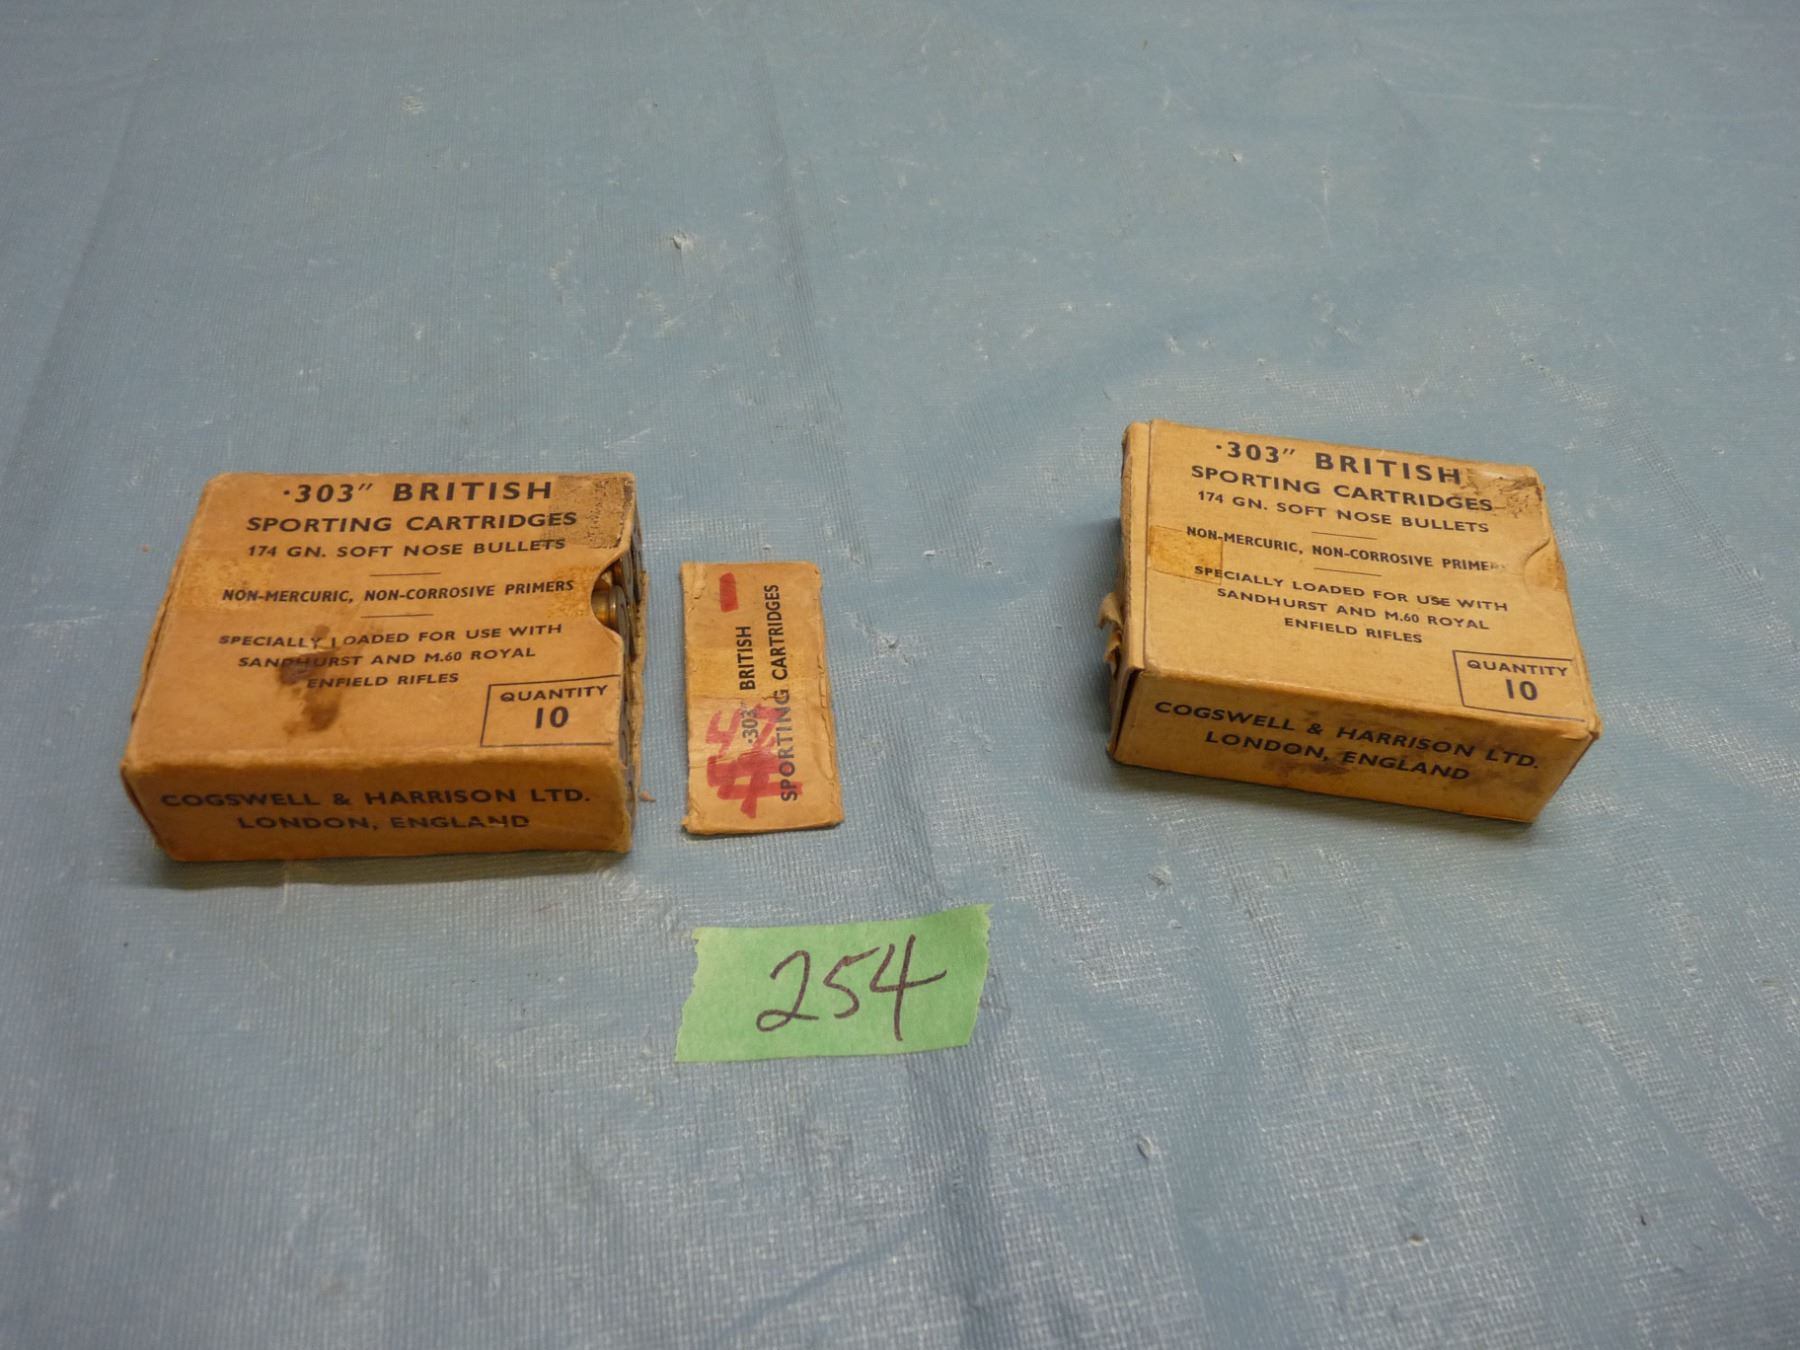 ·303″ BRITISH
SPORTING CARTRIDGES
174 GN. SOFT NOSE BULLETS
NON-MERCURIC, NON-CORROSIVE PRIMERS
SPECIALLY LOADED FOR USE WITH
SANDHURST AND M.60 ROYAL
ENFIELD RIFLES
QUANTITY
10
COGSWELL & HARRISON LTD.
LONDON, ENGLAND
·303″ BRITISH
SPORTING CARTRIDGES
·303″ BRITISH
SPORTING CARTRIDGES
174 GN. SOFT NOSE BULLETS
NON-MERCURIC, NON-CORROSIVE PRIMER
SPECIALLY LOADED FOR USE WITH
SANDHURST AND M.60 ROYAL
ENFIELD RIFLES
QUANTITY
10
COGSWELL & HARRISON LTD.
LONDON, ENGLAND
254